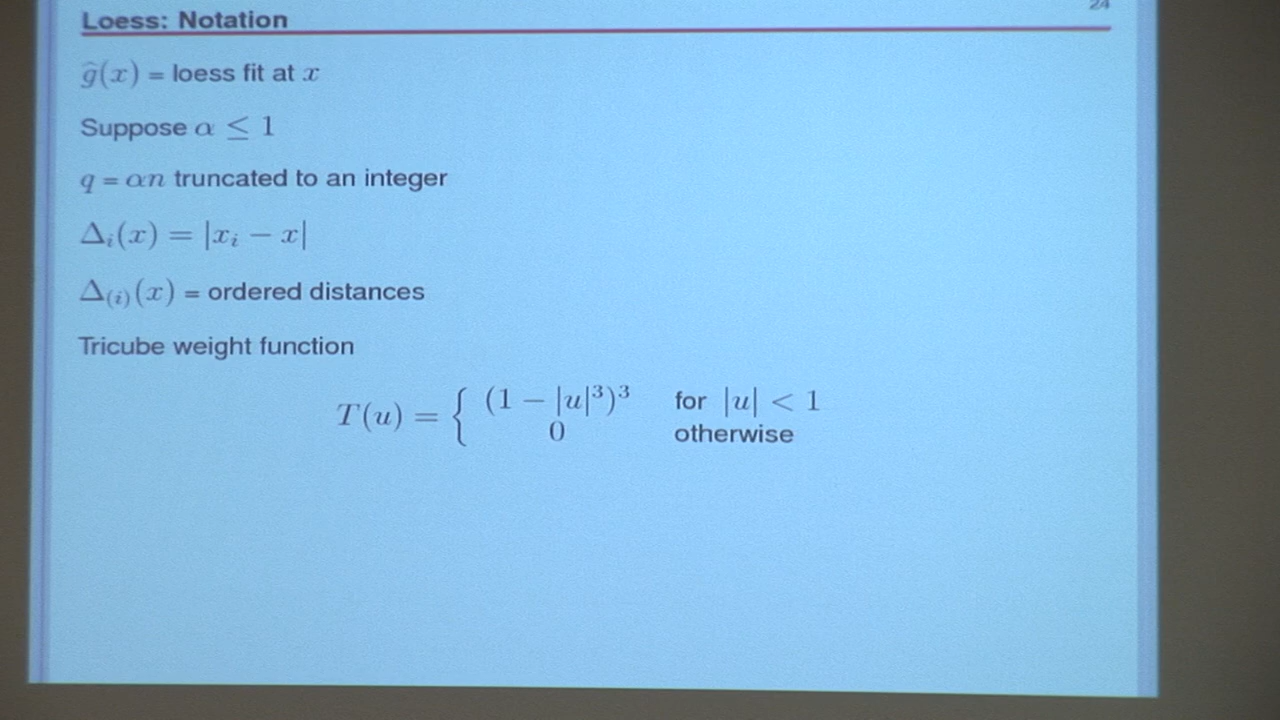 24
Loess: Notation
ĝ(x) = loess fit at x
Suppose α ≤ 1
q = αn truncated to an integer
Δᵢ(x) = |xᵢ − x|
Δ₍ᵢ₎(x) = ordered distances
Tricube weight function
T(u) = { (1 − |u|³)³ for |u| < 1
0 otherwise